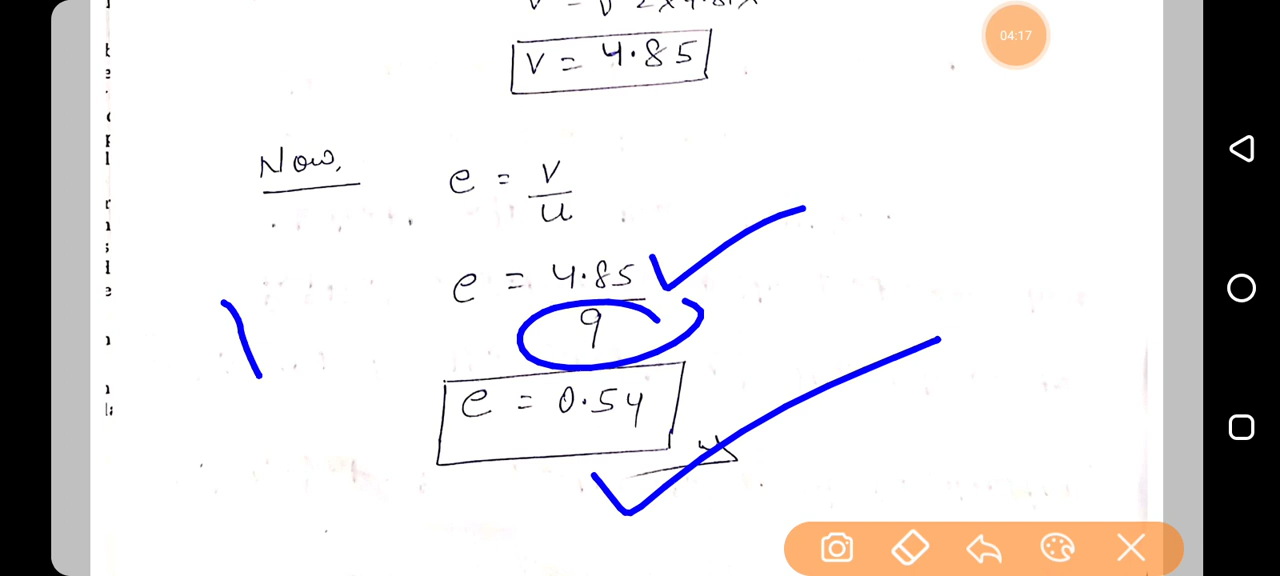 04:17
V = 4.85
Now,
e = V
u
e = 4.85
9
e = 0.54